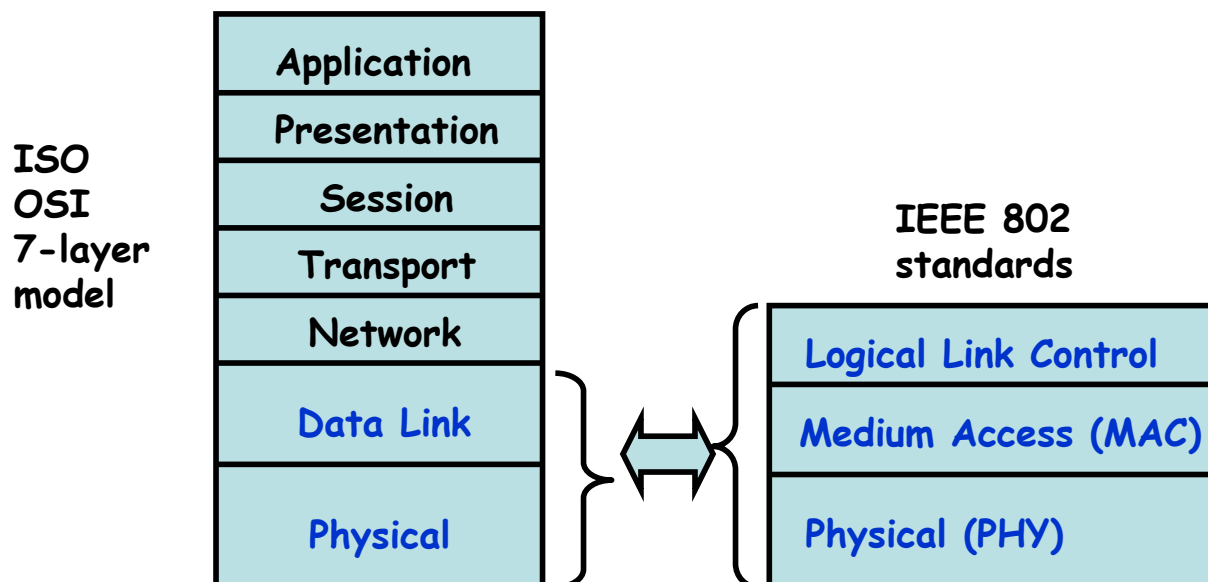 ISO
OSI
7-layer
model
Application
Presentation
Session
Transport
Network
Data Link
Physical
IEEE 802
standards
Logical Link Control
Medium Access (MAC)
Physical (PHY)